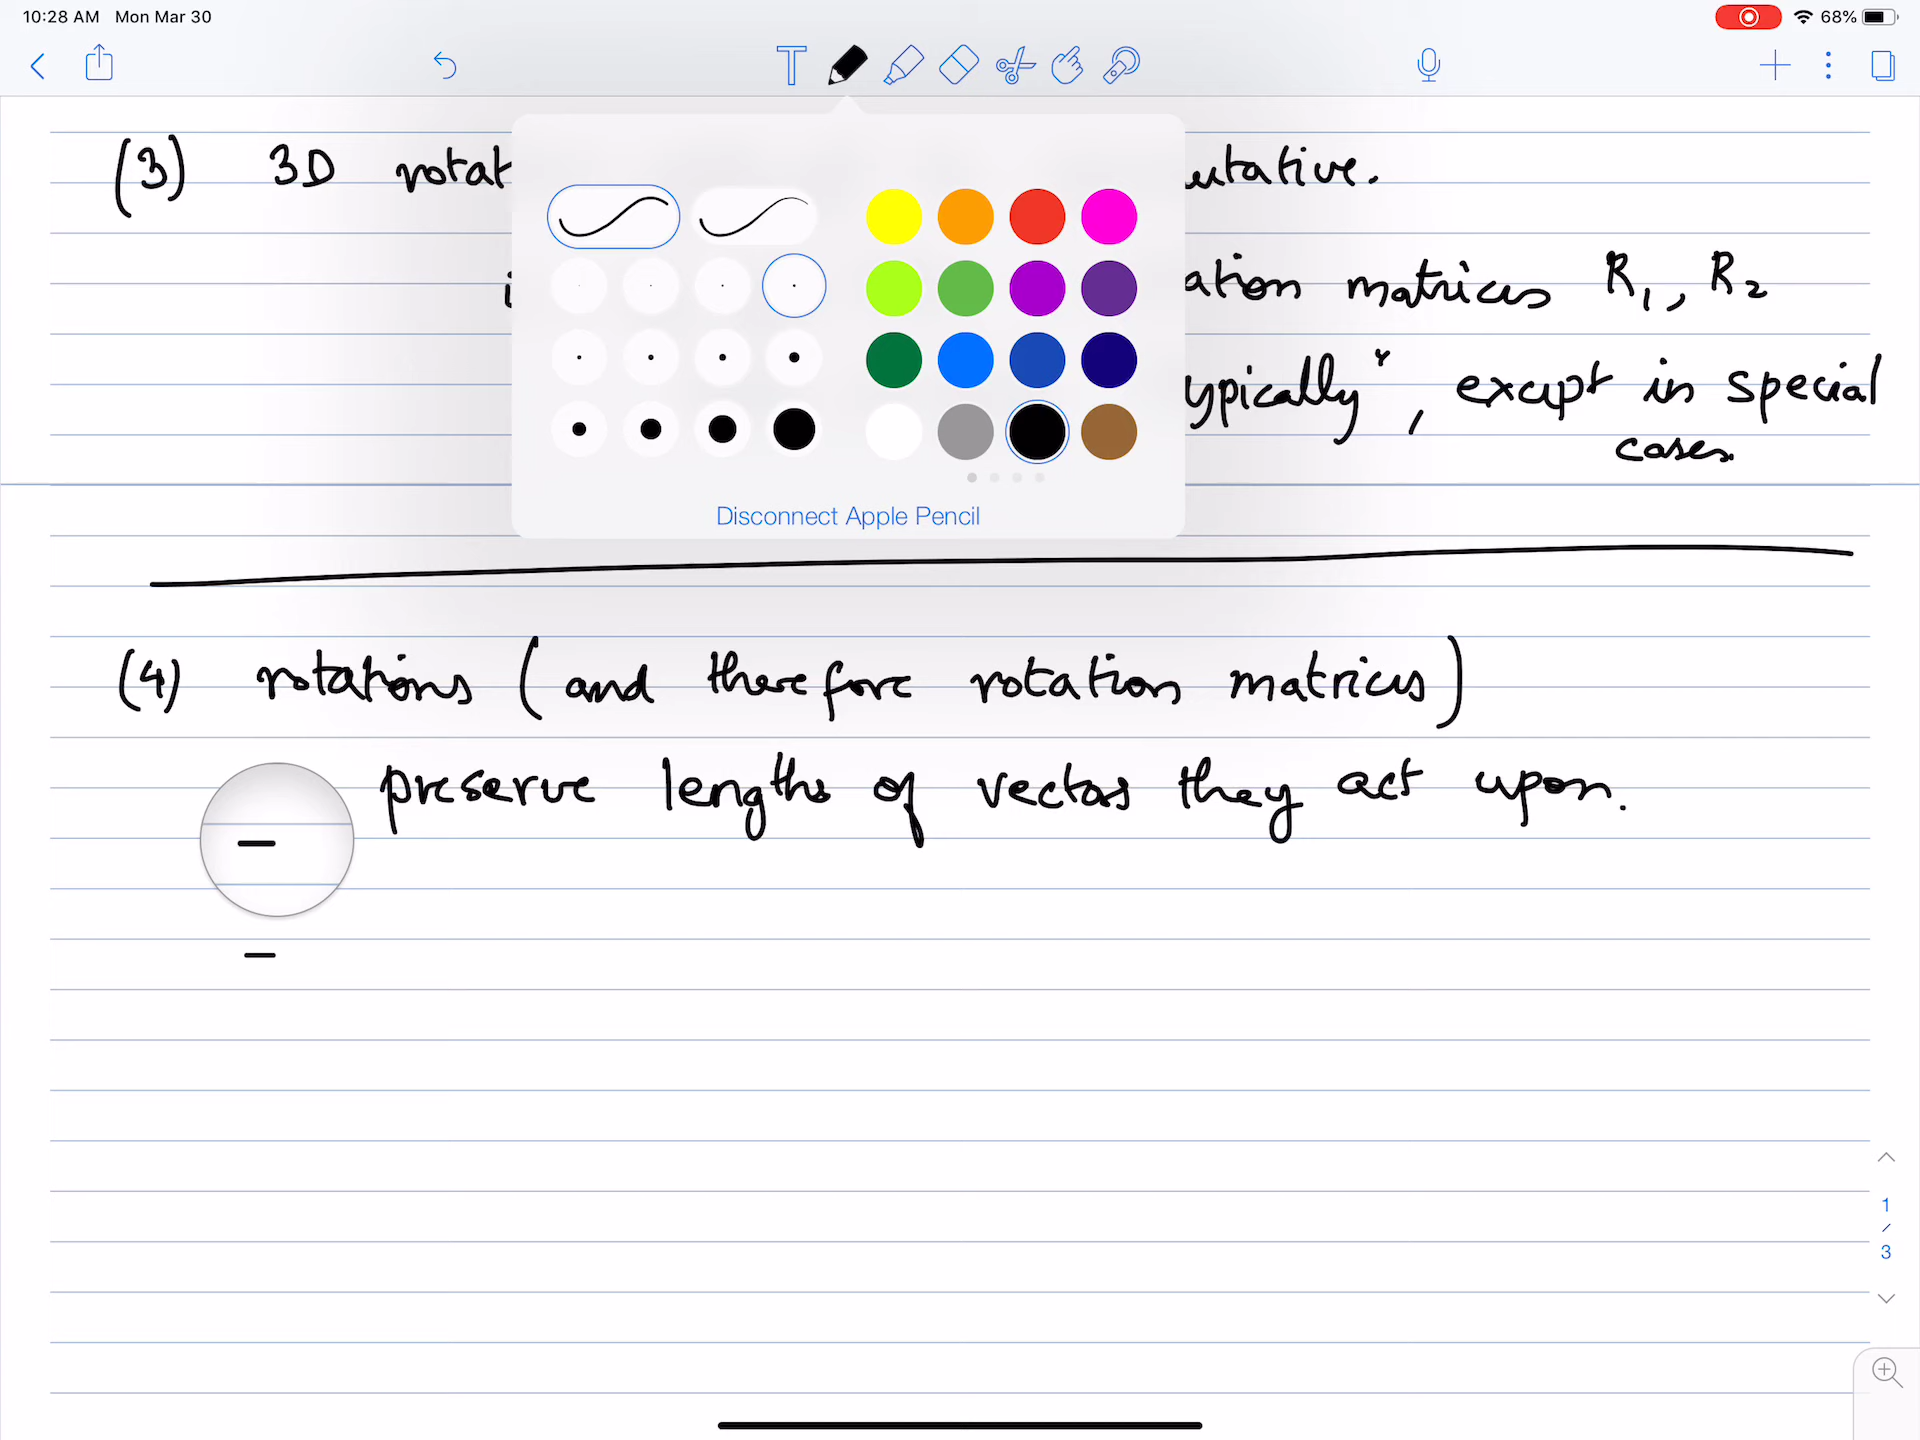 10:28 AM Mon Mar 30
68%
(3) 3D rotat utative.
ation matrices R1, R2
ypically", except in special
cases.
Disconnect Apple Pencil
(4) rotations (and therefore rotation matrices)
preserve lengths of vectors they act upon.
1
/
3